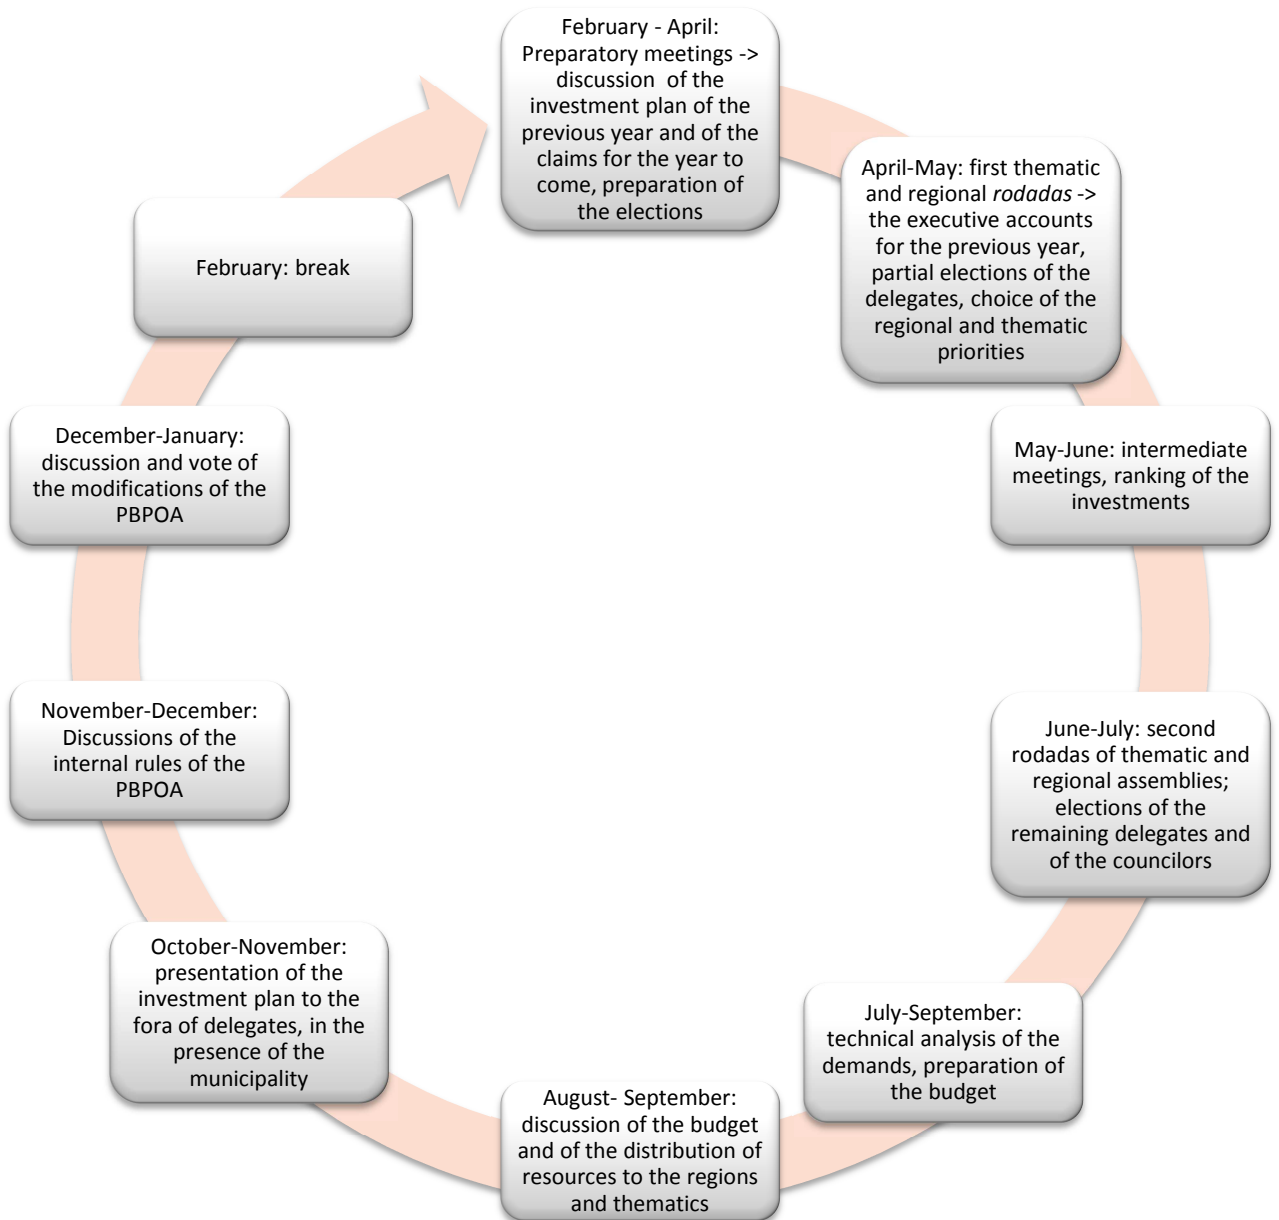 February - April:
Preparatory meetings ->
discussion of the
investment plan of the
previous year and of the
claims for the year to
come, preparation of
the elections
April-May: first thematic
and regional rodadas ->
the executive accounts
for the previous year,
partial elections of the
delegates, choice of the
regional and thematic
priorities
May-June: intermediate
meetings, ranking of the
investments
June-July: second
rodadas of thematic and
regional assemblies;
elections of the
remaining delegates and
of the councilors
July-September:
technical analysis of the
demands, preparation of
the budget
August- September:
discussion of the budget
and of the distribution of
resources to the regions
and thematics
October-November:
presentation of the
investment plan to the
fora of delegates, in the
presence of the
municipality
November-December:
Discussions of the
internal rules of the
PBPOA
December-January:
discussion and vote of
the modifications of the
PBPOA
February: break